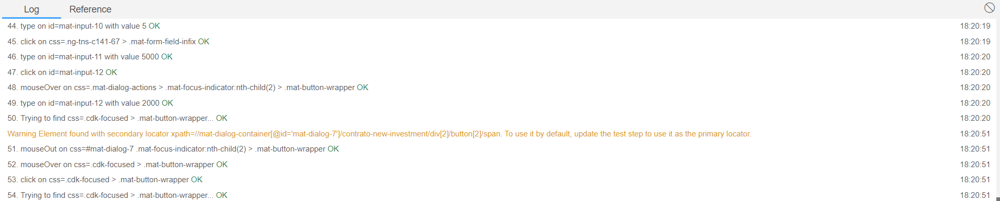 Log Reference
44. type on id=mat-input-10 with value 5 OK 18:20:19
45. click on css=.ng-tns-c141-67 > .mat-form-field-infix OK 18:20:19
46. type on id=mat-input-11 with value 5000 OK 18:20:20
47. click on id=mat-input-12 OK 18:20:20
48. mouseOver on css=.mat-dialog-actions > .mat-focus-indicator:nth-child(2) > .mat-button-wrapper OK 18:20:20
49. type on id=mat-input-12 with value 2000 OK 18:20:20
50. Trying to find css=.cdk-focused > .mat-button-wrapper... OK 18:20:20
Warning Element found with secondary locator xpath=//mat-dialog-container[@id='mat-dialog-7']/contrato-new-investment/div[2]/button[2]/span. To use it by default, update the test step to use it as the primary locator. 18:20:51
51. mouseOut on css=#mat-dialog-7 .mat-focus-indicator:nth-child(2) > .mat-button-wrapper OK 18:20:51
52. mouseOver on css=.cdk-focused > .mat-button-wrapper OK 18:20:51
53. click on css=.cdk-focused > .mat-button-wrapper OK 18:20:51
54. Trying to find css=.cdk-focused > .mat-button-wrapper... OK 18:20:51